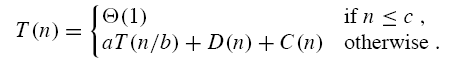 T(n) = { Θ(1) if n ≤ c ,
aT(n/b) + D(n) + C(n) otherwise .